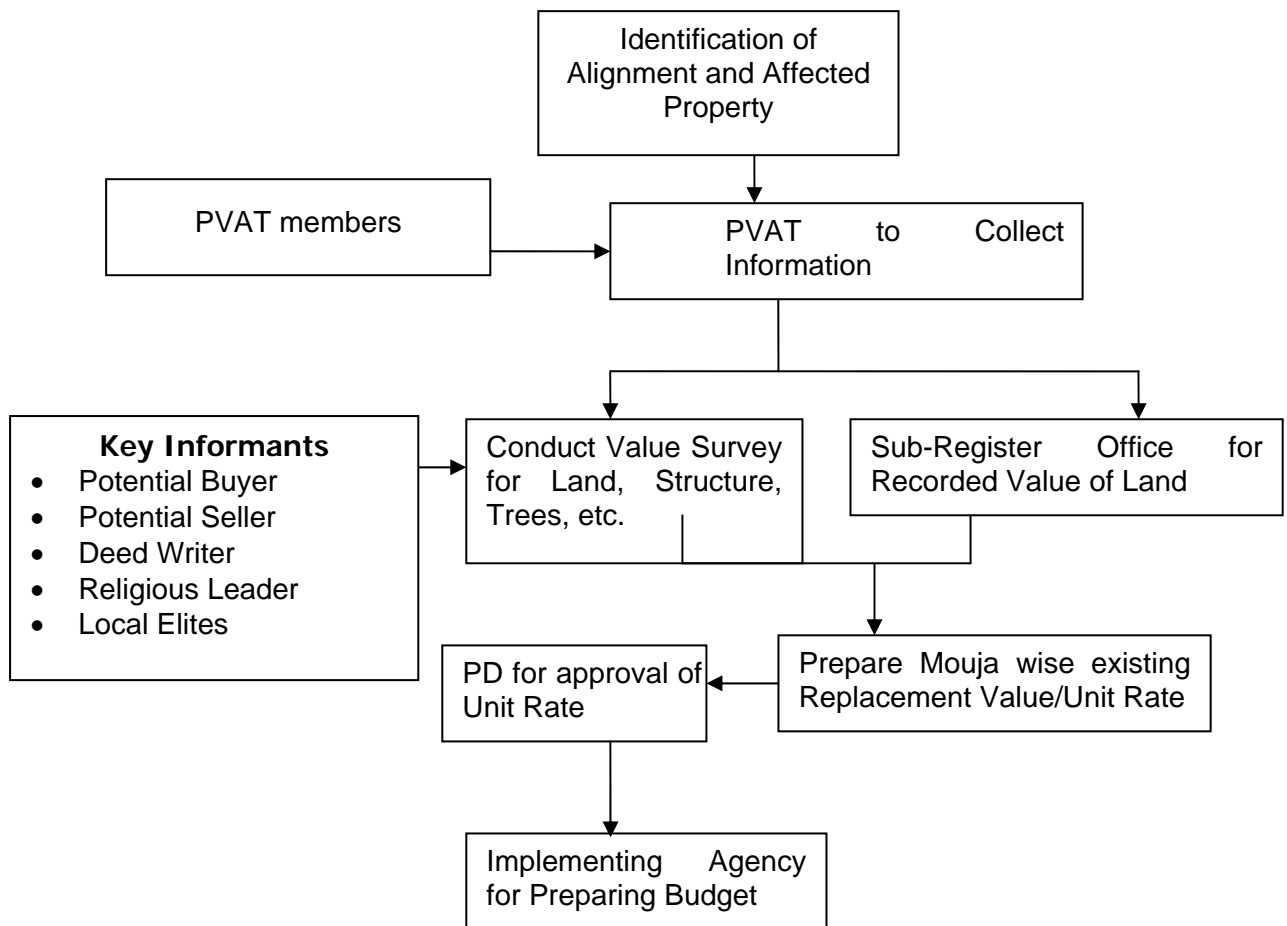 Identification of
Alignment and Affected
Property
PVAT members
PVAT to Collect
Information
Key Informants
• Potential Buyer
• Potential Seller
• Deed Writer
• Religious Leader
• Local Elites
Conduct Value Survey
for Land, Structure,
Trees, etc.
Sub-Register Office for
Recorded Value of Land
PD for approval of
Unit Rate
Prepare Mouja wise existing
Replacement Value/Unit Rate
Implementing Agency
for Preparing Budget